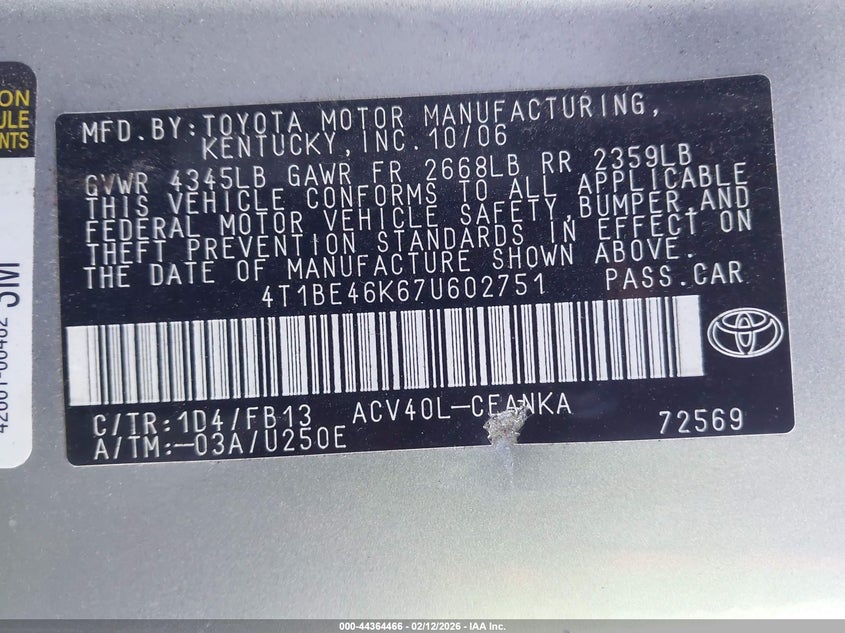 ON
ULE
NTS
MFD.BY:TOYOTA MOTOR MANUFACTURING,
KENTUCKY,INC.10/06
GVWR 4345LB GAWR FR 2668LB RR 2359LB
THIS VEHICLE CONFORMS TO ALL APPLICABLE
FEDERAL MOTOR VEHICLE SAFETY,BUMPER,AND
THEFT PREVENTION STANDARDS IN EFFECT ON
THE DATE OF MANUFACTURE SHOWN ABOVE.
4T1BE46K67U602751 PASS.CAR
C/TR:1D4/FB13 ACV40L-CEANKA
A/TM:-03A/U250E 72569
000-44364466 - 02/12/2026 - IAA Inc.